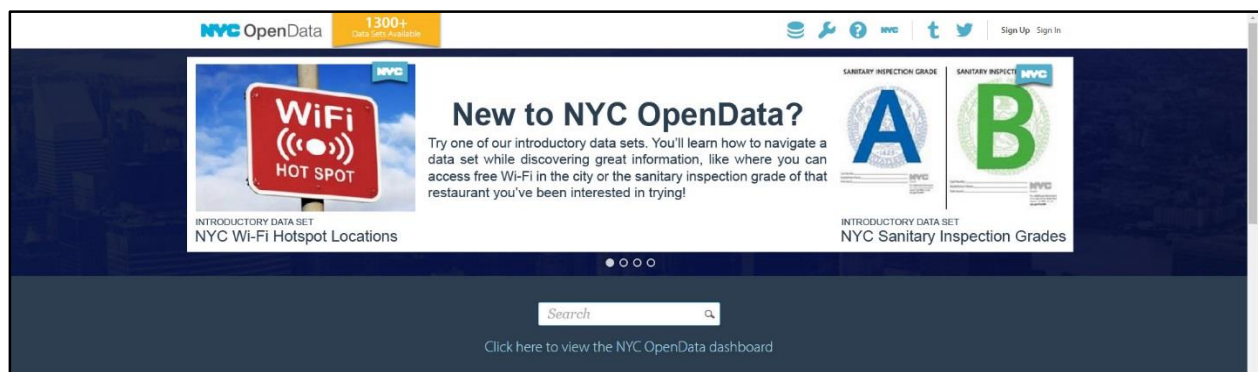 NYC OpenData
1300+
Data Sets Available
NYC
Sign Up Sign In
NYC
WiFi
HOT SPOT
INTRODUCTORY DATA SET
NYC Wi-Fi Hotspot Locations
New to NYC OpenData?
Try one of our introductory data sets. You'll learn how to navigate a
data set while discovering great information, like where you can
access free Wi-Fi in the city or the sanitary inspection grade of that
restaurant you've been interested in trying!
SANITARY INSPECTION GRADE
A
SANITARY INSPECTI
NYC
B
NYC
NYC
INTRODUCTORY DATA SET
NYC Sanitary Inspection Grades
Search
Click here to view the NYC OpenData dashboard